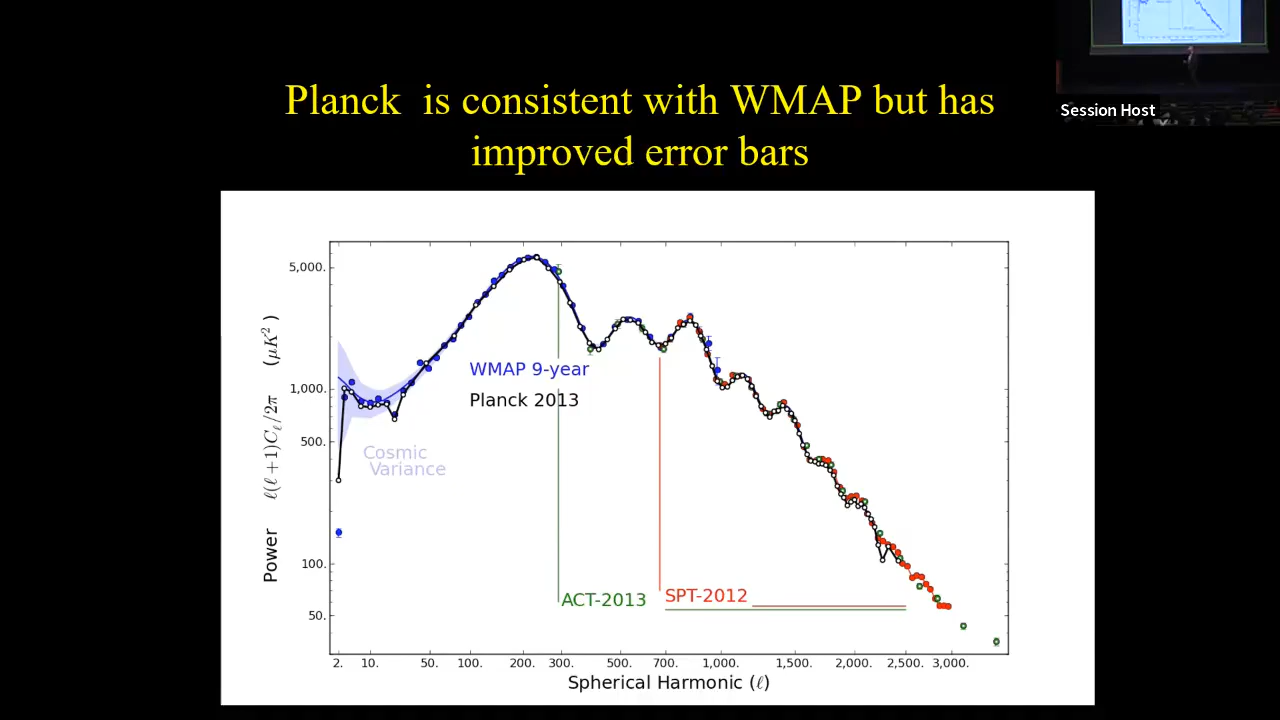 Planck is consistent with WMAP but has
improved error bars
Session Host
Power ℓ(ℓ+1)Cℓ/2π (μK²)
5,000.
1,000.
500.
100.
50.
WMAP 9-year
Planck 2013
Cosmic
Variance
ACT-2013
SPT-2012
2. 10. 50. 100. 200. 300. 500. 700. 1,000. 1,500. 2,000. 2,500. 3,000.
Spherical Harmonic (ℓ)